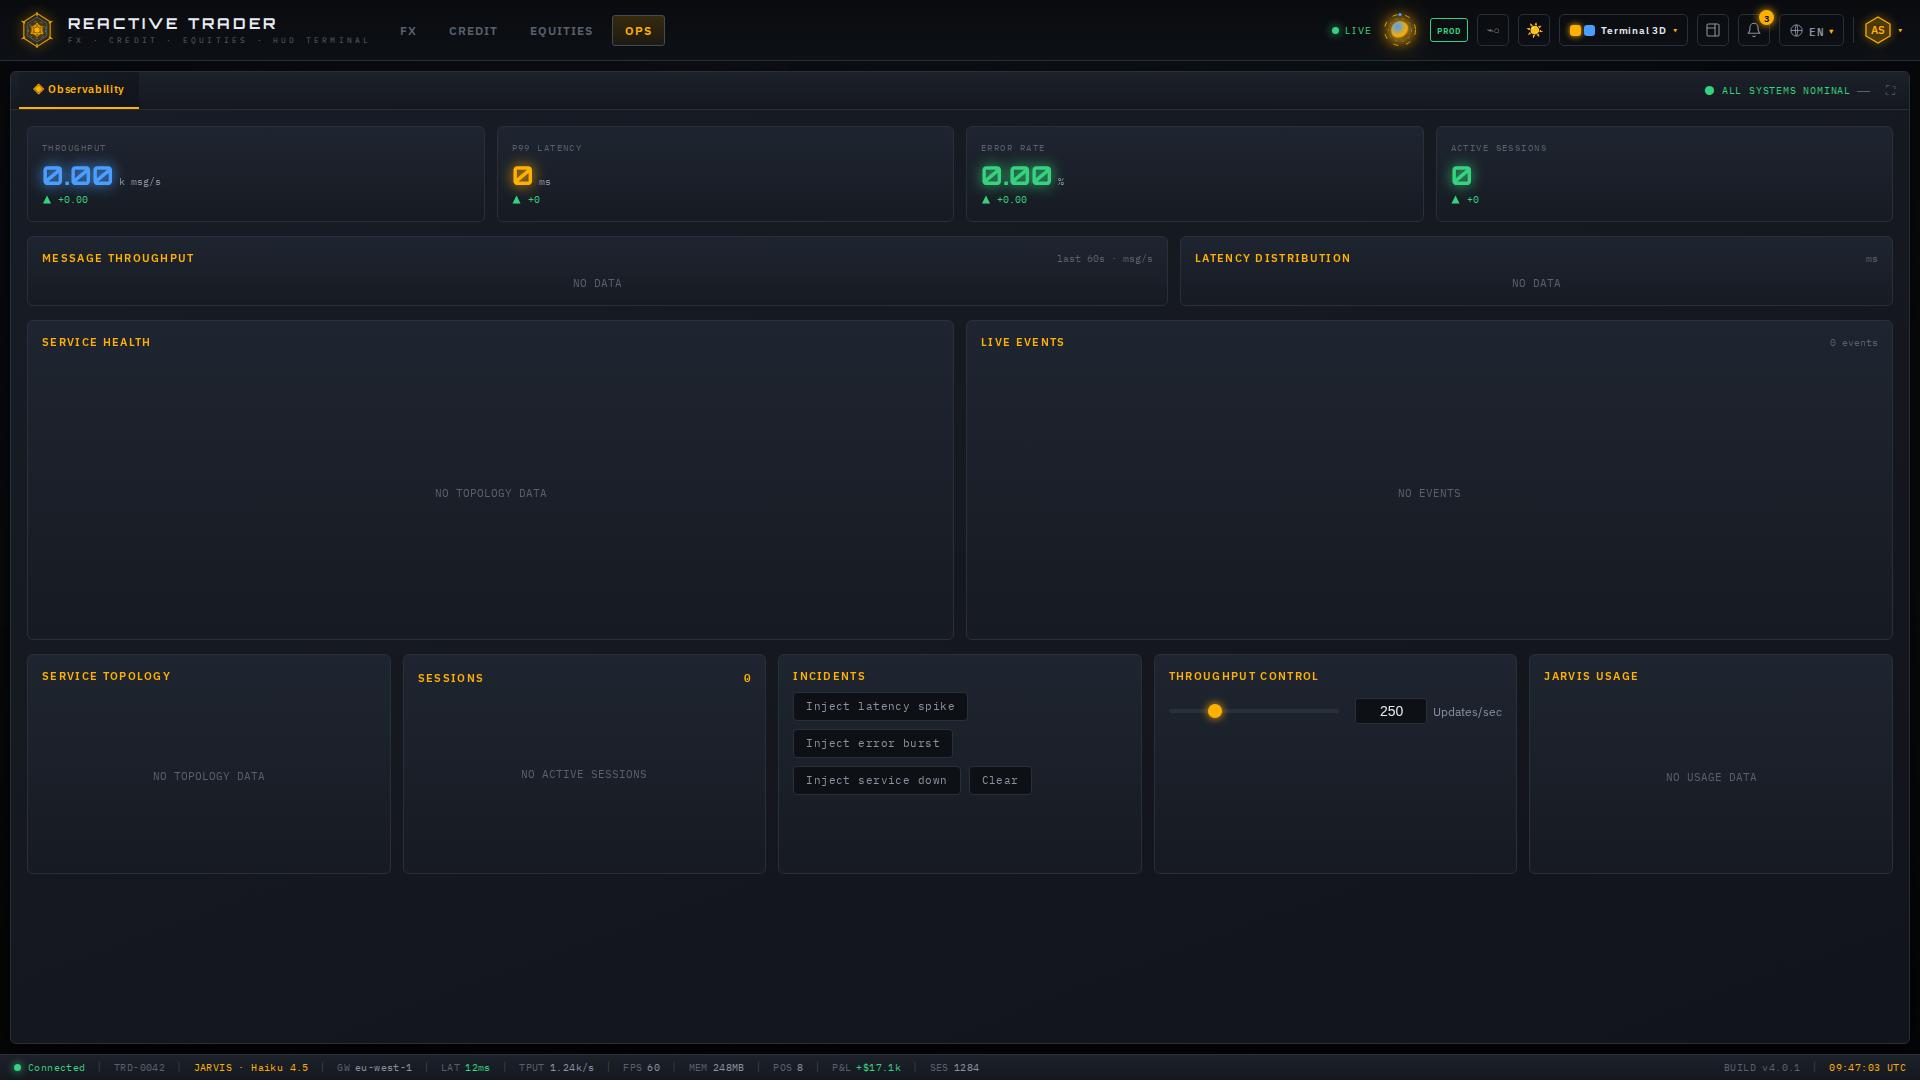 REACTIVE TRADER
FX · CREDIT · EQUITIES · HUD TERMINAL
FX
CREDIT
EQUITIES
OPS
LIVE
PROD
Terminal 3D
3
EN
AS
Observability
ALL SYSTEMS NOMINAL —
THROUGHPUT
0.00 k msg/s
▲ +0.00
P99 LATENCY
0 ms
▲ +0
ERROR RATE
0.00 %
▲ +0.00
ACTIVE SESSIONS
0
▲ +0
MESSAGE THROUGHPUT
last 60s · msg/s
NO DATA
LATENCY DISTRIBUTION
ms
NO DATA
SERVICE HEALTH
NO TOPOLOGY DATA
LIVE EVENTS
0 events
NO EVENTS
SERVICE TOPOLOGY
NO TOPOLOGY DATA
SESSIONS
0
NO ACTIVE SESSIONS
INCIDENTS
Inject latency spike
Inject error burst
Inject service down
Clear
THROUGHPUT CONTROL
250 Updates/sec
JARVIS USAGE
NO USAGE DATA
Connected
TRD-0042
JARVIS · Haiku 4.5
GW eu-west-1
LAT 12ms
TPUT 1.24k/s
FPS 60
MEM 248MB
POS 8
P&L +$17.1k
SES 1284
BUILD v4.0.1
09:47:03 UTC